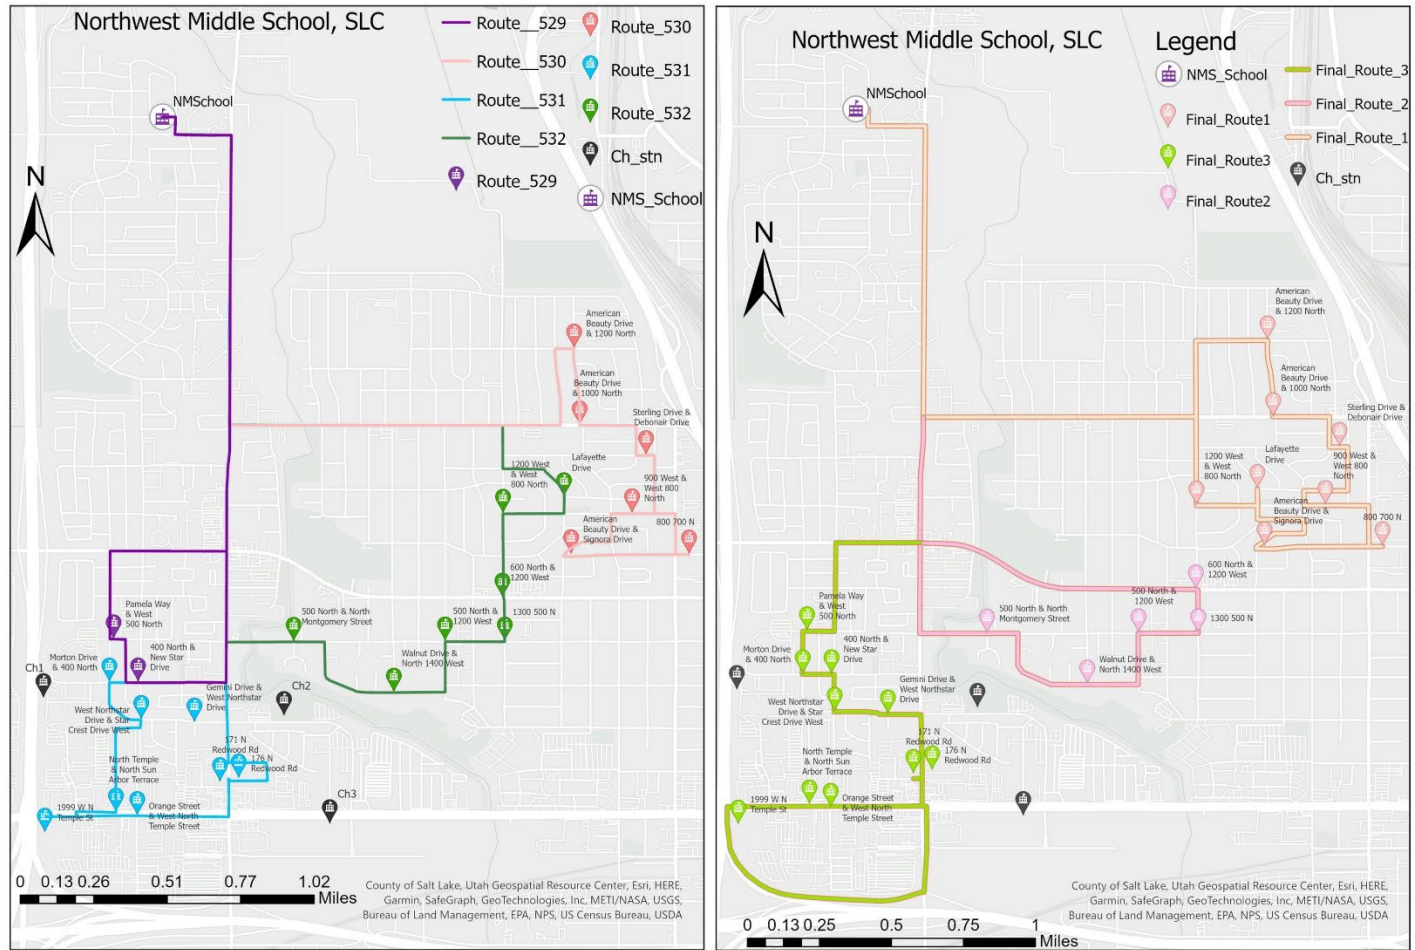 Northwest Middle School, SLC
Route__529
Route__530
Route__531
Route__532
Route_529
Route_530
Route_531
Route_532
Ch_stn
NMS_School
NMSchool
N
American
Beauty Drive
& 1200 North
American
Beauty Drive
& 1000 North
Sterling Drive &
Debonair Drive
1200 West
& West
800 North
Lafayette
Drive
900 West &
West 800
North
American
Beauty Drive &
Signora Drive
800 700 N
600 North &
1200 West
Pamela Way
& West
500 North
500 North & North
Montgomery Street
500 North &
1200 West
1300 500 N
Morton Drive
& 400 North
400 North &
New Star
Drive
Walnut Drive &
North 1400 West
Ch1
Gemini Drive &
West Northstar
Drive
Ch2
West Northstar
Drive & Star
Crest Drive West
171 N
Redwood Rd
176 N
Redwood Rd
North Temple
& North Sun
Arbor Terrace
Ch3
1999 W N
Temple St
Orange Street
& West North
Temple Street
0 0.13 0.26 0.51 0.77 1.02
Miles
County of Salt Lake, Utah Geospatial Resource Center, Esri, HERE,
Garmin, SafeGraph, GeoTechnologies, Inc, METI/NASA, USGS,
Bureau of Land Management, EPA, NPS, US Census Bureau, USDA
Northwest Middle School, SLC
Legend
NMS_School
Final_Route1
Final_Route3
Final_Route2
Final_Route_3
Final_Route_2
Final_Route_1
Ch_stn
NMSchool
N
American
Beauty Drive
& 1200 North
American
Beauty Drive
& 1000 North
Sterling Drive &
Debonair Drive
1200 West
& West
800 North
Lafayette
Drive
900 West &
West 800
North
American
Beauty Drive &
Signora Drive
800 700 N
600 North &
1200 West
Pamela Way
& West
500 North
500 North & North
Montgomery Street
500 North &
1200 West
1300 500 N
Morton Drive
& 400 North
400 North &
New Star
Drive
Walnut Drive &
North 1400 West
Gemini Drive &
West Northstar
Drive
West Northstar
Drive & Star
Crest Drive West
171 N
Redwood Rd
176 N
Redwood Rd
North Temple
& North Sun
Arbor Terrace
1999 W N
Temple St
Orange Street
& West North
Temple Street
0 0.13 0.25 0.5 0.75 1
Miles
County of Salt Lake, Utah Geospatial Resource Center, Esri, HERE,
Garmin, SafeGraph, GeoTechnologies, Inc, METI/NASA, USGS,
Bureau of Land Management, EPA, NPS, US Census Bureau, USDA